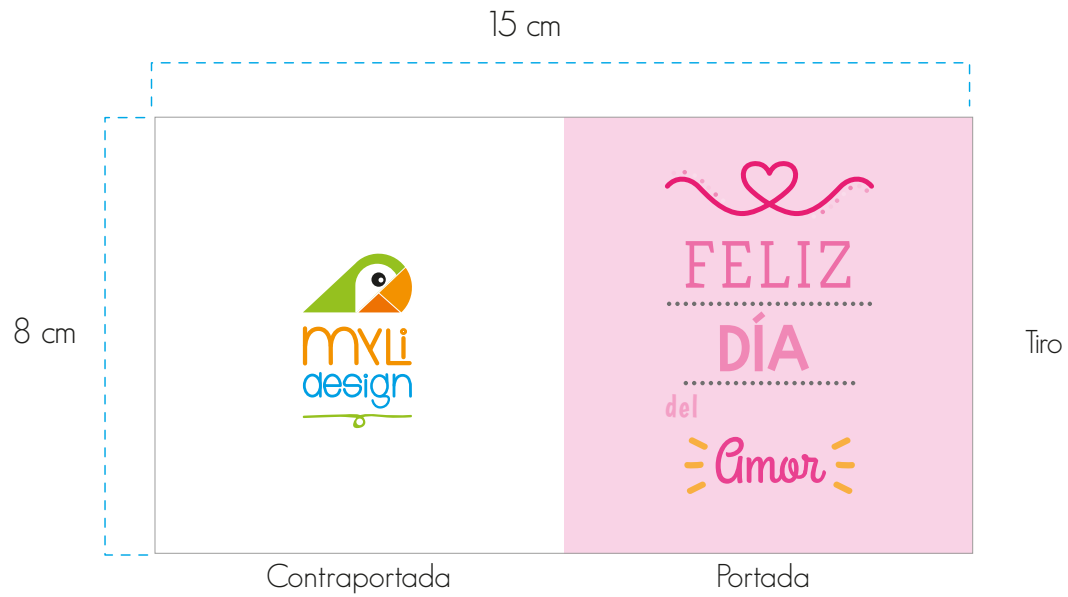 15 cm
8 cm
myLi
design
FELIZ
DÍA
del
Amor
Tiro
Contraportada
Portada